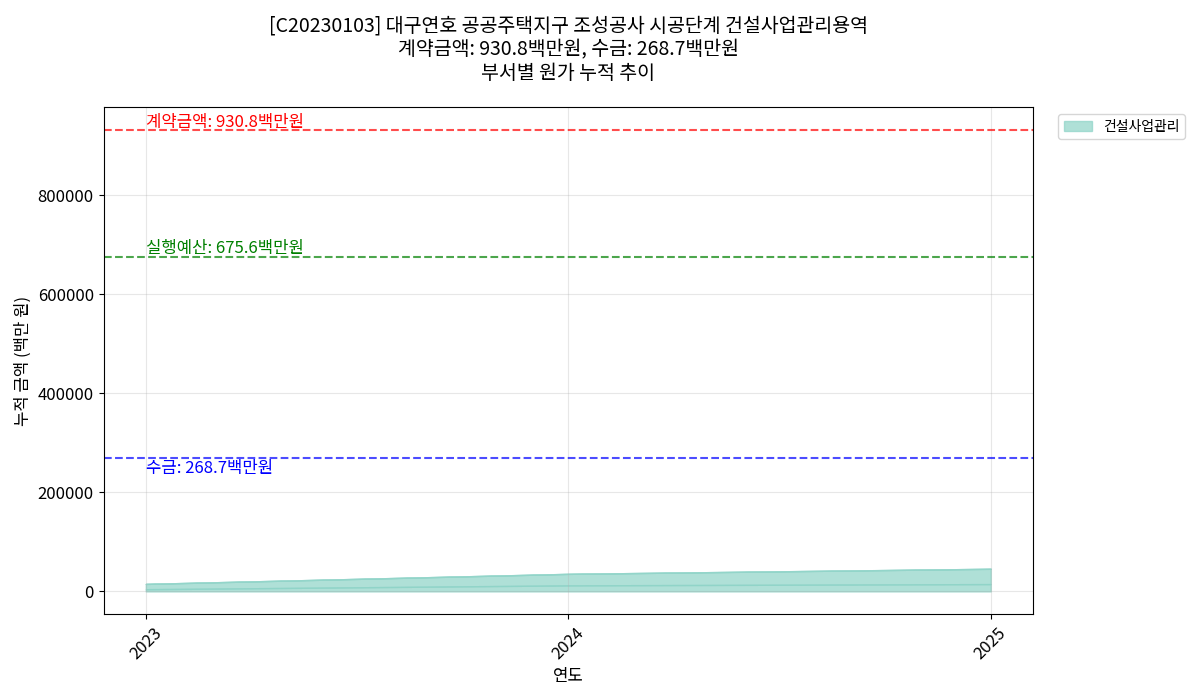 [C20230103] 대구연호 공공주택지구 조성공사 시공단계 건설사업관리용역
계약금액: 930.8백만원, 수금: 268.7백만원
부서별 원가 누적 추이
계약금액: 930.8백만원
건설사업관리
800000
실행예산: 675.6백만원
600000
누적 금액 (백만 원)
400000
수금: 268.7백만원
200000
0
2023
2024
2025
연도